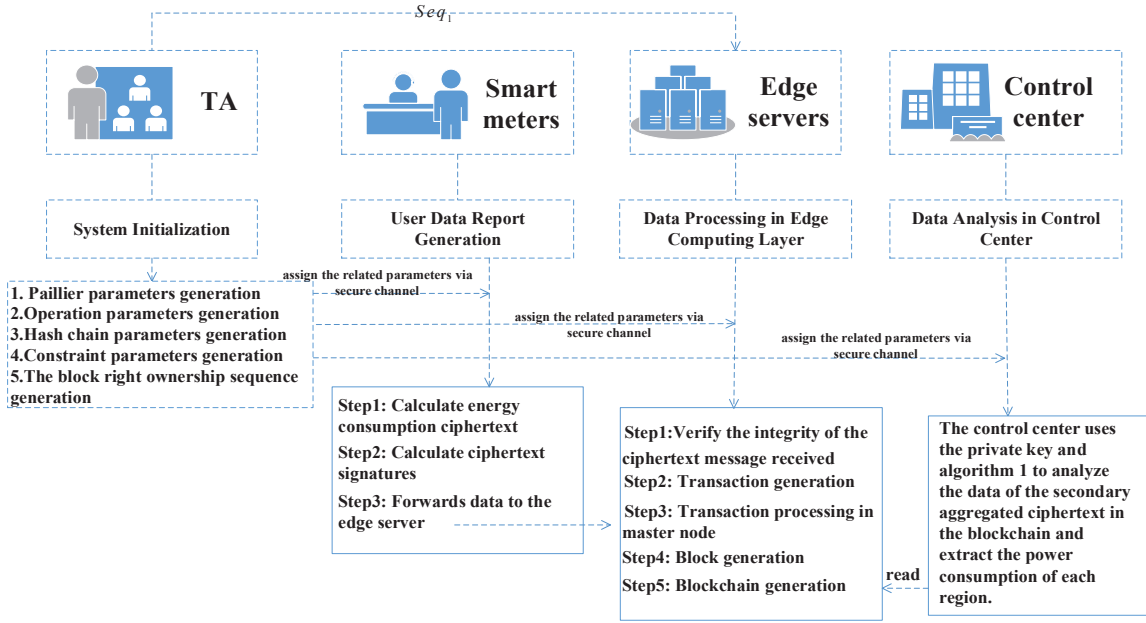 Seq1
TA
Smart
meters
Edge
servers
Control
center
System Initialization
User Data Report
Generation
Data Processing in Edge
Computing Layer
Data Analysis in Control
Center
assign the related parameters via
secure channel
assign the related parameters via
secure channel
assign the related parameters via
secure channel
1. Paillier parameters generation
2.Operation parameters generation
3.Hash chain parameters generation
4.Constraint parameters generation
5.The block right ownership sequence
generation
Step1: Calculate energy
consumption ciphertext
Step2: Calculate ciphertext
signatures
Step3: Forwards data to the
edge server
Step1:Verify the integrity of the
ciphertext message received
Step2: Transaction generation
Step3: Transaction processing in
master node
Step4: Block generation
Step5: Blockchain generation
read
The control center uses
the private key and
algorithm 1 to analyze
the data of the secondary
aggregated ciphertext in
the blockchain and
extract the power
consumption of each
region.